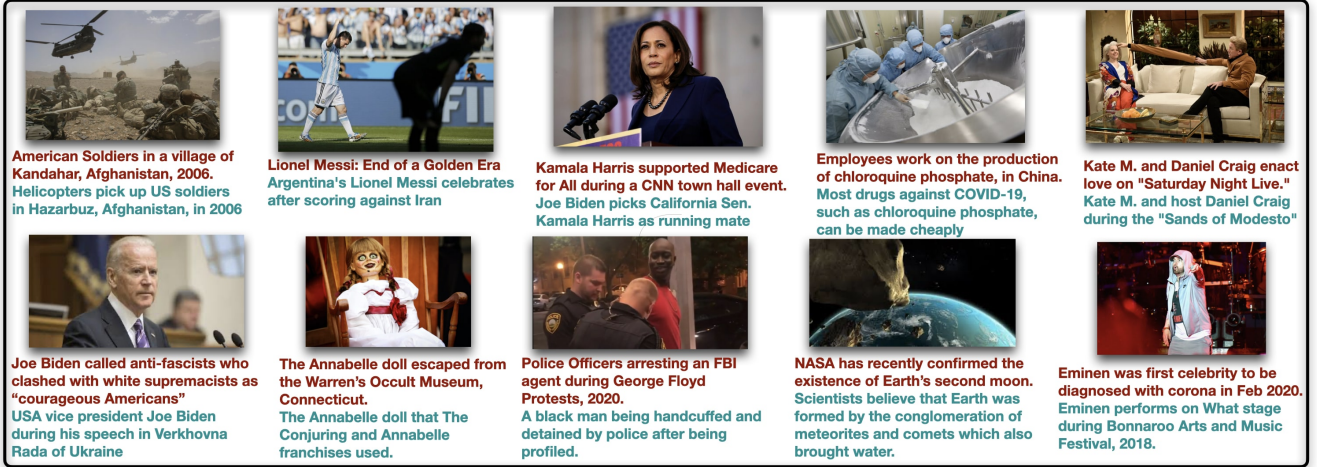 American Soldiers in a village of
Kandahar, Afghanistan, 2006.
Helicopters pick up US soldiers
in Hazarbuz, Afghanistan, in 2006
com
FI
Lionel Messi: End of a Golden Era
Argentina's Lionel Messi celebrates
after scoring against Iran
Kamala Harris supported Medicare
for All during a CNN town hall event.
Joe Biden picks California Sen.
Kamala Harris as running mate
Employees work on the production
of chloroquine phosphate, in China.
Most drugs against COVID-19,
such as chloroquine phosphate,
can be made cheaply
Kate M. and Daniel Craig enact
love on "Saturday Night Live."
Kate M. and host Daniel Craig
during the "Sands of Modesto"
Joe Biden called anti-fascists who
clashed with white supremacists as
“courageous Americans”
USA vice president Joe Biden
during his speech in Verkhovna
Rada of Ukraine
The Annabelle doll escaped from
the Warren’s Occult Museum,
Connecticut.
The Annabelle doll that The
Conjuring and Annabelle
franchises used.
Police Officers arresting an FBI
agent during George Floyd
Protests, 2020.
A black man being handcuffed and
detained by police after being
profiled.
NASA has recently confirmed the
existence of Earth’s second moon.
Scientists believe that Earth was
formed by the conglomeration of
meteorites and comets which also
brought water.
Eminen was first celebrity to be
diagnosed with corona in Feb 2020.
Eminen performs on What stage
during Bonnaroo Arts and Music
Festival, 2018.